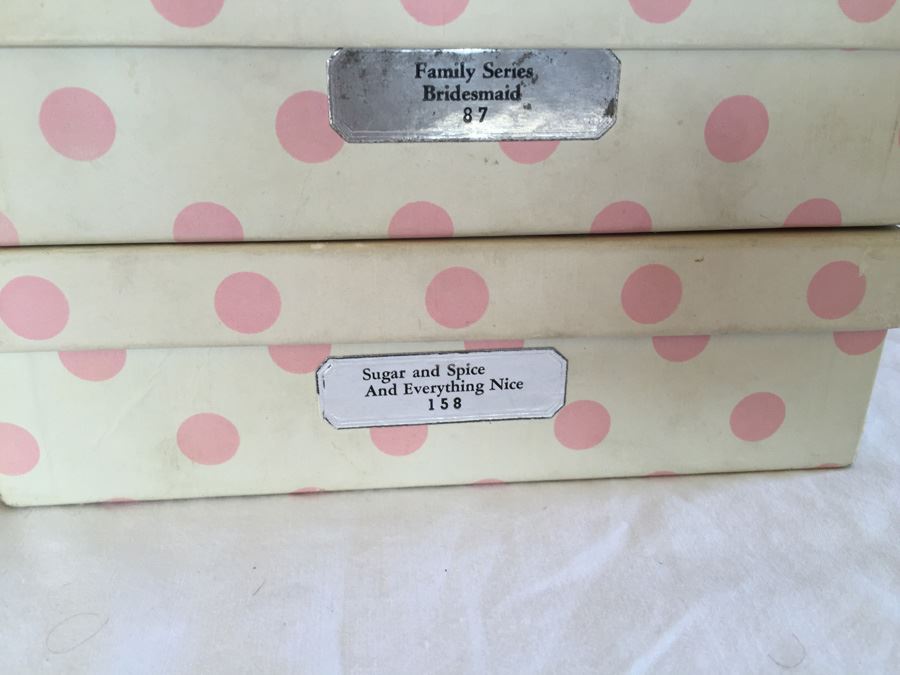 Family Series
Bridesmaid
87
Sugar and Spice
And Everything Nice
158